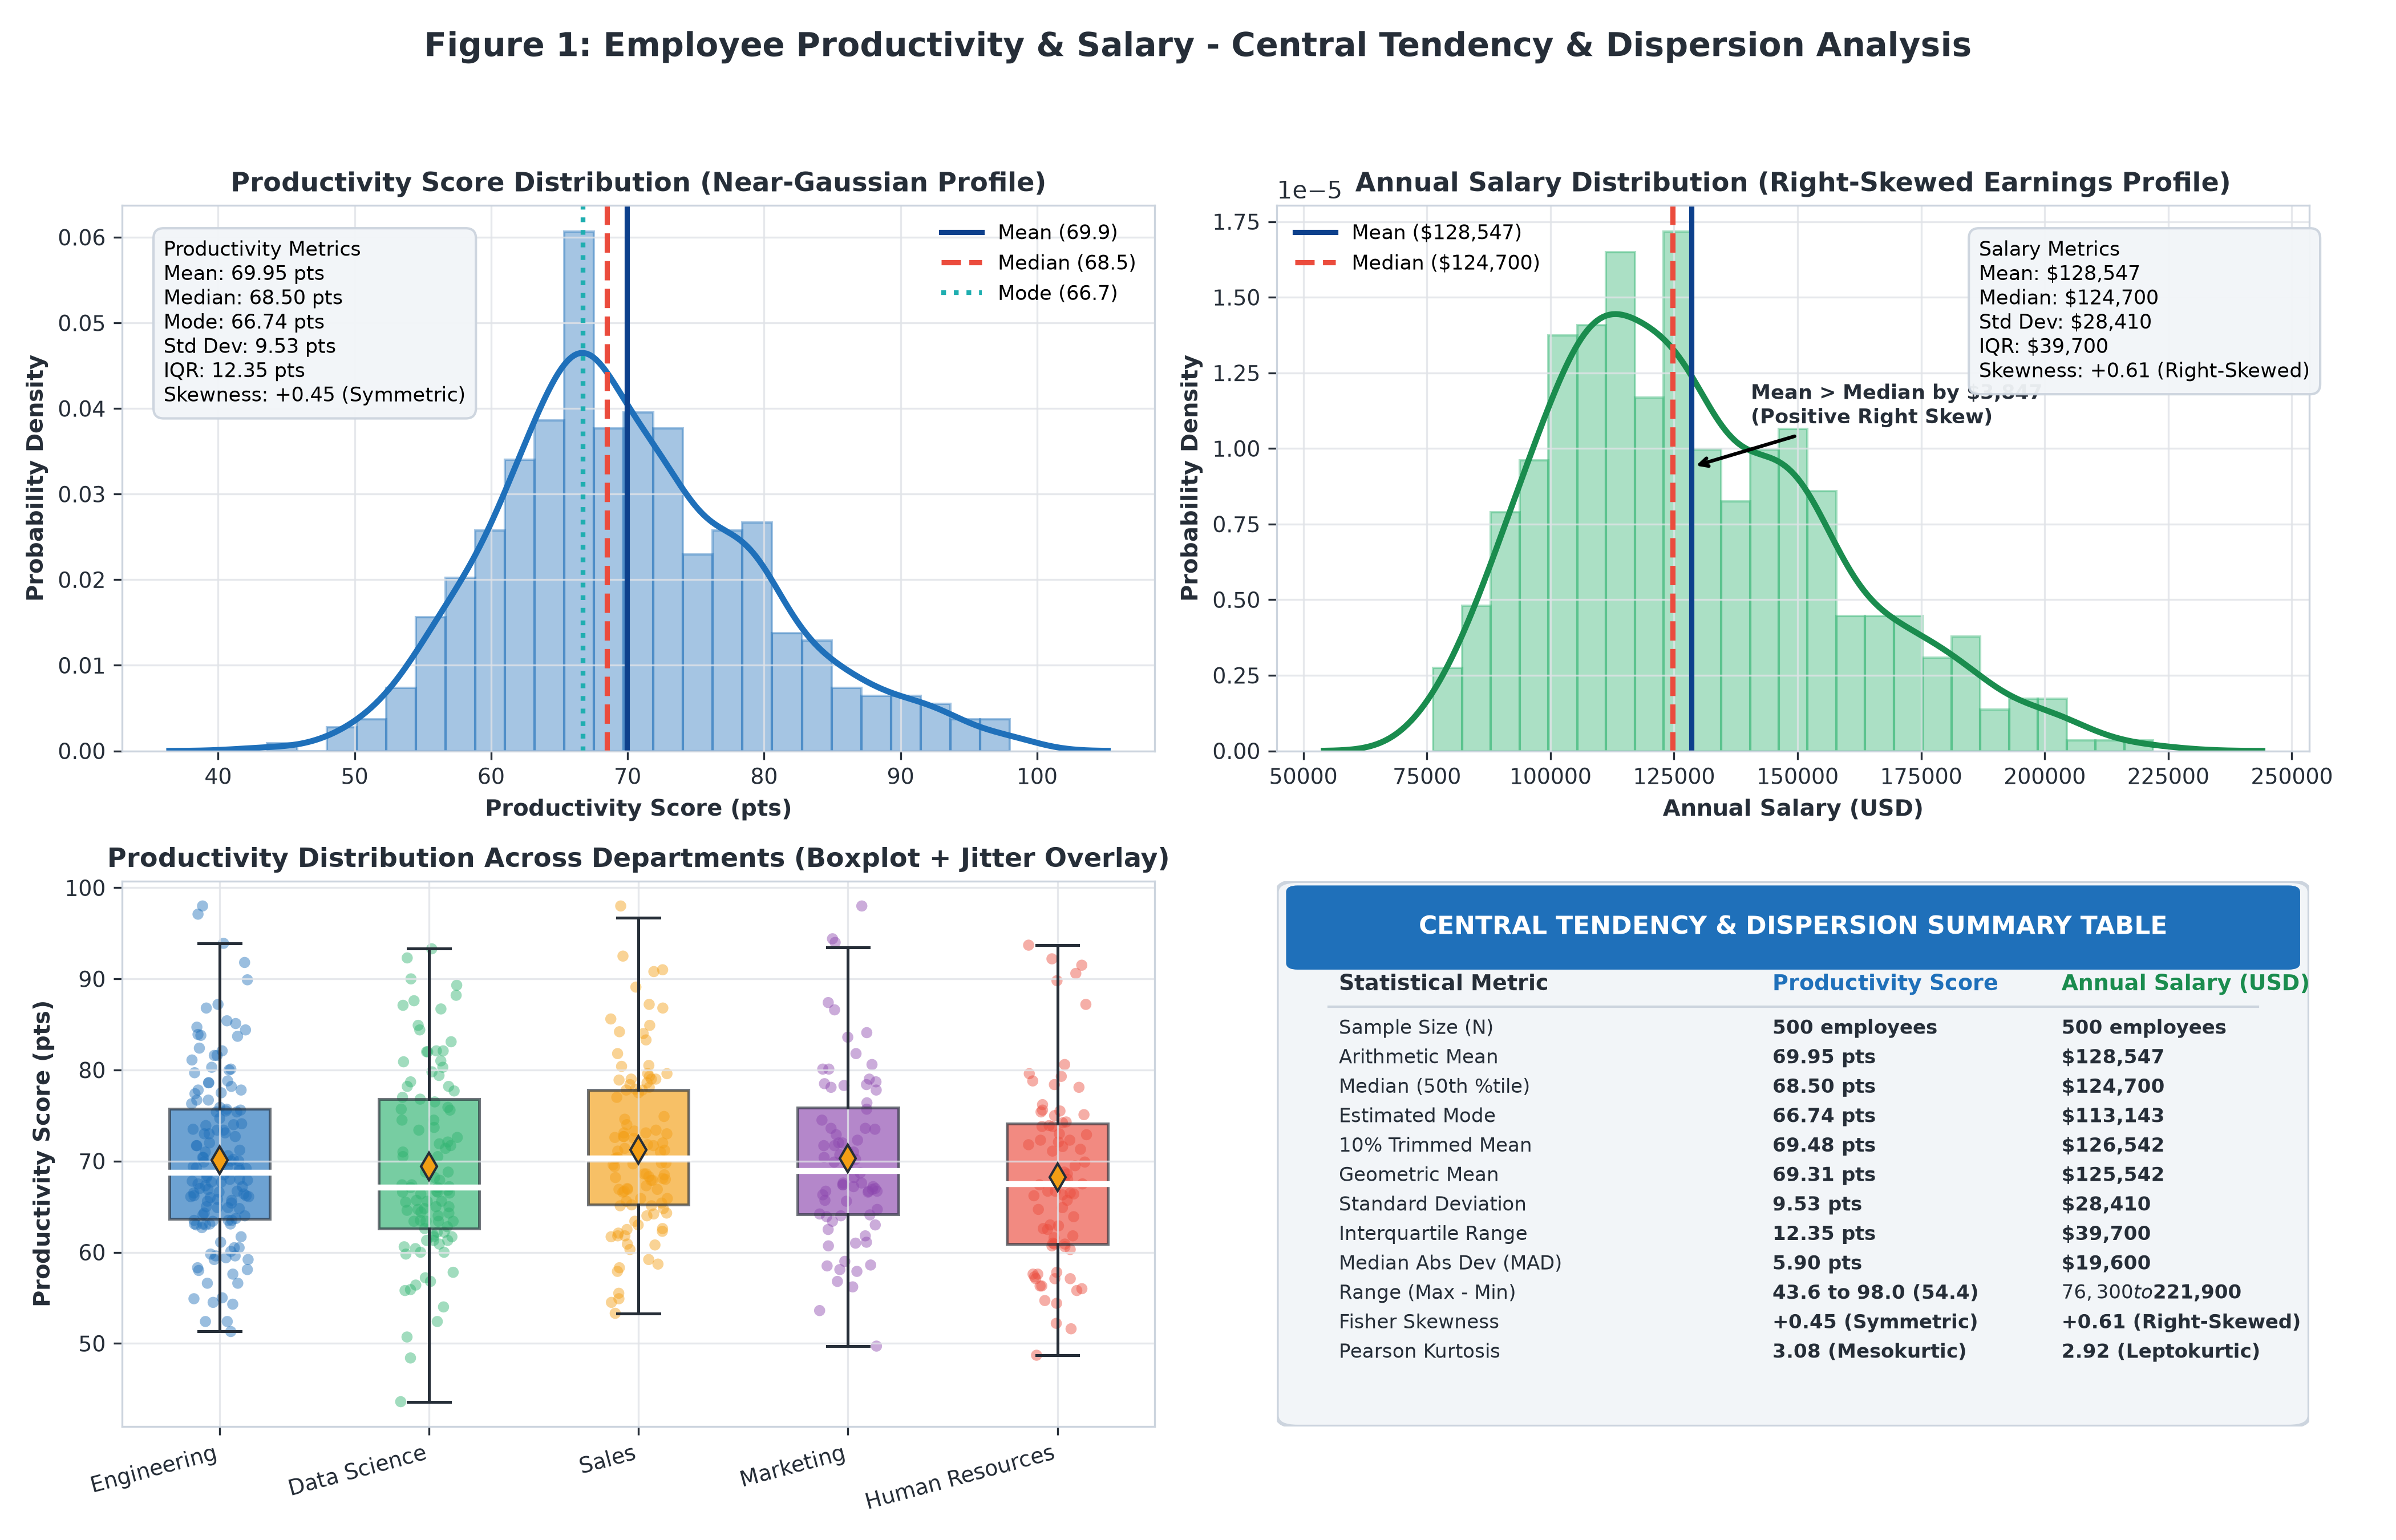 Figure 1: Employee Productivity & Salary - Central Tendency & Dispersion Analysis
Productivity Score Distribution (Near-Gaussian Profile)
Probability Density
0.06
0.05
0.04
0.03
0.02
0.01
0.00
Productivity Metrics
Mean: 69.95 pts
Median: 68.50 pts
Mode: 66.74 pts
Std Dev: 9.53 pts
IQR: 12.35 pts
Skewness: +0.45 (Symmetric)
Mean (69.9)
Median (68.5)
Mode (66.7)
40 50 60 70 80 90 100
Productivity Score (pts)
1e−5
Annual Salary Distribution (Right-Skewed Earnings Profile)
Probability Density
1.75
1.50
1.25
1.00
0.75
0.50
0.25
0.00
Mean ($128,547)
Median ($124,700)
Salary Metrics
Mean: $128,547
Median: $124,700
Std Dev: $28,410
IQR: $39,700
Skewness: +0.61 (Right-Skewed)
Mean > Median by $3,847
(Positive Right Skew)
50000 75000 100000 125000 150000 175000 200000 225000 250000
Annual Salary (USD)
Productivity Distribution Across Departments (Boxplot + Jitter Overlay)
Productivity Score (pts)
100
90
80
70
60
50
Engineering
Data Science
Sales
Marketing
Human Resources
CENTRAL TENDENCY & DISPERSION SUMMARY TABLE
Statistical Metric Productivity Score Annual Salary (USD)
Sample Size (N) 500 employees 500 employees
Arithmetic Mean 69.95 pts $128,547
Median (50th %tile) 68.50 pts $124,700
Estimated Mode 66.74 pts $113,143
10% Trimmed Mean 69.48 pts $126,542
Geometric Mean 69.31 pts $125,542
Standard Deviation 9.53 pts $28,410
Interquartile Range 12.35 pts $39,700
Median Abs Dev (MAD) 5.90 pts $19,600
Range (Max - Min) 43.6 to 98.0 (54.4) 76,300to221,900
Fisher Skewness +0.45 (Symmetric) +0.61 (Right-Skewed)
Pearson Kurtosis 3.08 (Mesokurtic) 2.92 (Leptokurtic)